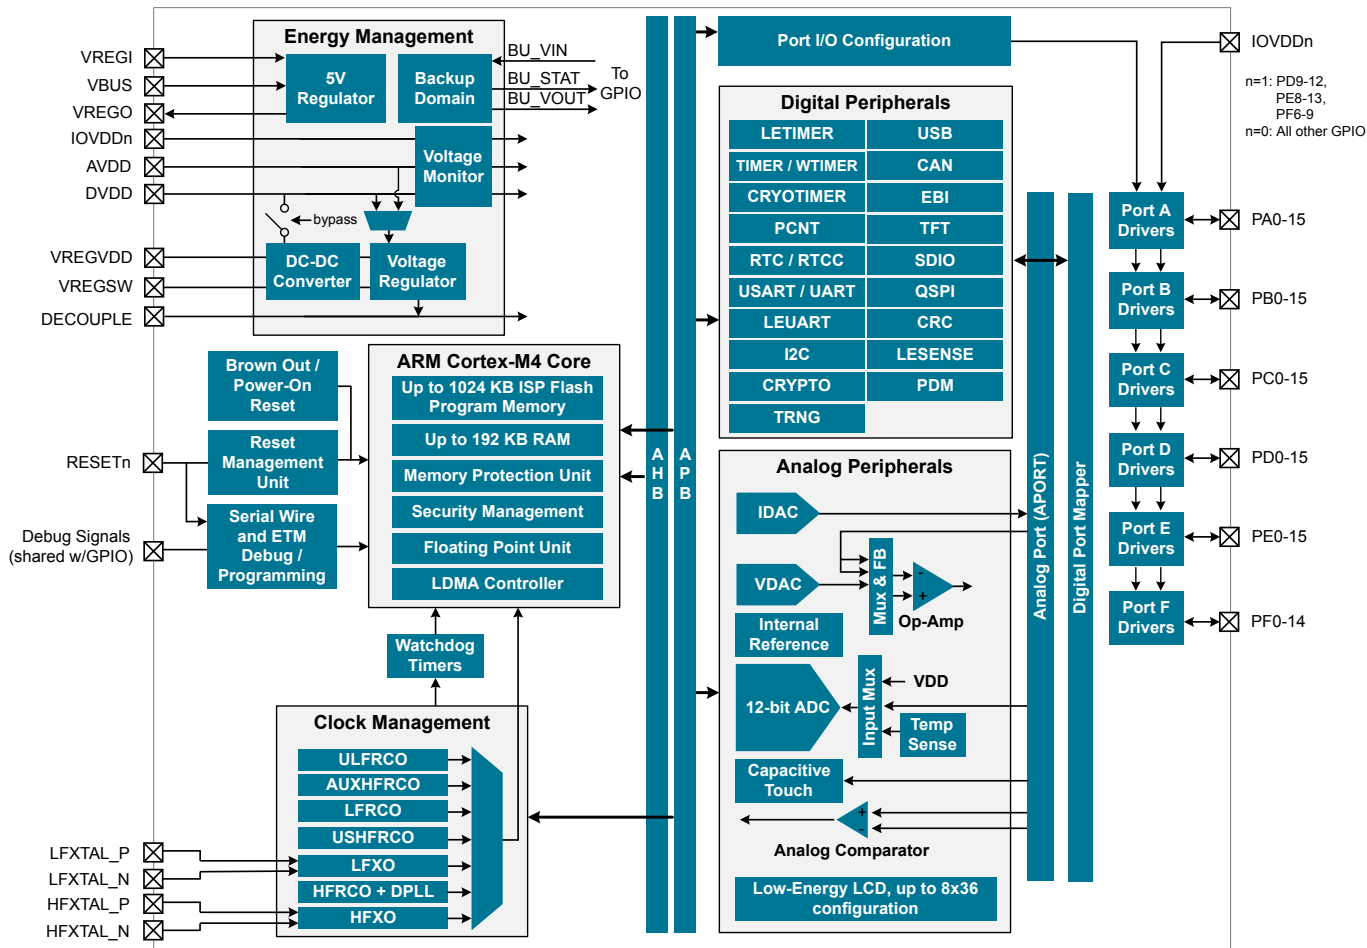 Energy Management
VREGI
VBUS
VREGO
IOVDDn
AVDD
DVDD
VREGVDD
VREGSW
DECOUPLE
5V
Regulator
Backup
Domain
BU_VIN
BU_STAT
BU_VOUT
To
GPIO
Voltage
Monitor
bypass
DC-DC
Converter
Voltage
Regulator
Brown Out /
Power-On
Reset
Reset
Management
Unit
Serial Wire
and ETM
Debug /
Programming
RESETn
Debug Signals
(shared w/GPIO)
ARM Cortex-M4 Core
Up to 1024 KB ISP Flash
Program Memory
Up to 192 KB RAM
Memory Protection Unit
Security Management
Floating Point Unit
LDMA Controller
Watchdog
Timers
Clock Management
ULFRCO
AUXHFRCO
LFRCO
USHFRCO
LFXO
HFRCO + DPLL
HFXO
LFXTAL_P
LFXTAL_N
HFXTAL_P
HFXTAL_N
A
H
B
A
P
B
Port I/O Configuration
Digital Peripherals
LETIMER
USB
TIMER / WTIMER
CAN
CRYOTIMER
EBI
PCNT
TFT
RTC / RTCC
SDIO
USART / UART
QSPI
LEUART
CRC
I2C
LESENSE
CRYPTO
PDM
TRNG
Analog Peripherals
IDAC
VDAC
Mux & FB
-
+
Op-Amp
Internal
Reference
12-bit ADC
Input Mux
VDD
Temp
Sense
Capacitive
Touch
+
-
Analog Comparator
Low-Energy LCD, up to 8x36
configuration
Analog Port (APORT)
Digital Port Mapper
IOVDDn
n=1: PD9-12,
PE8-13,
PF6-9
n=0: All other GPIO
Port A
Drivers
PA0-15
Port B
Drivers
PB0-15
Port C
Drivers
PC0-15
Port D
Drivers
PD0-15
Port E
Drivers
PE0-15
Port F
Drivers
PF0-14